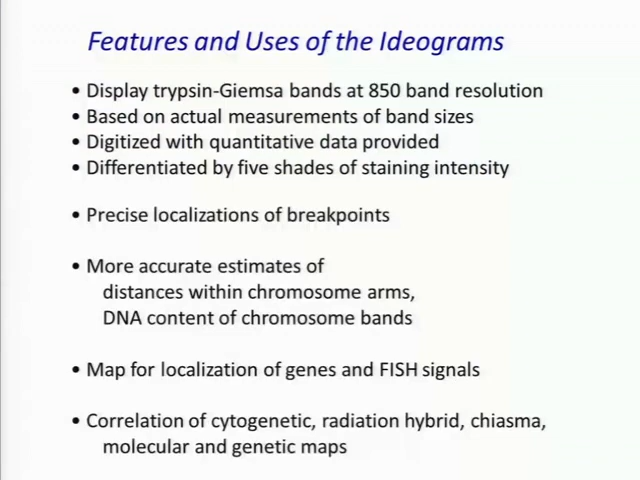 Features and Uses of the Ideograms
• Display trypsin-Giemsa bands at 850 band resolution
• Based on actual measurements of band sizes
• Digitized with quantitative data provided
• Differentiated by five shades of staining intensity
• Precise localizations of breakpoints
• More accurate estimates of
distances within chromosome arms,
DNA content of chromosome bands
• Map for localization of genes and FISH signals
• Correlation of cytogenetic, radiation hybrid, chiasma,
molecular and genetic maps